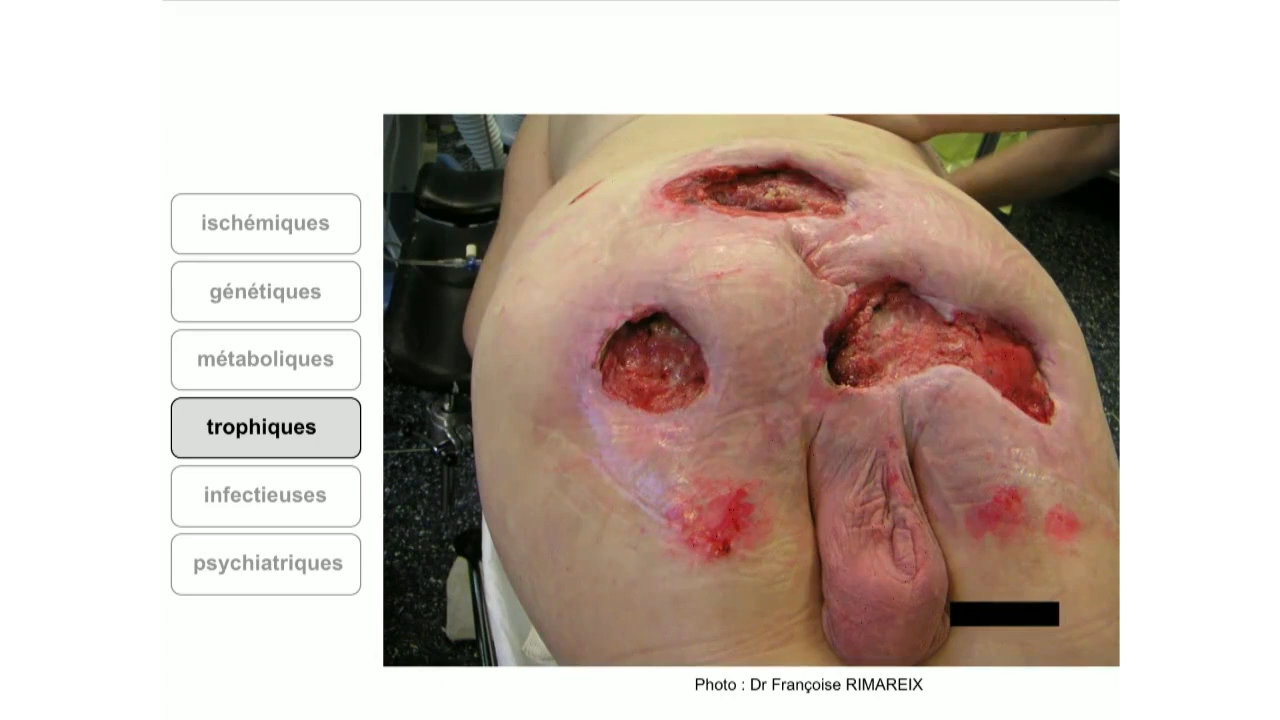 ischémiques
génétiques
métaboliques
trophiques
infectieuses
psychiatriques
Photo : Dr Françoise RIMAREIX